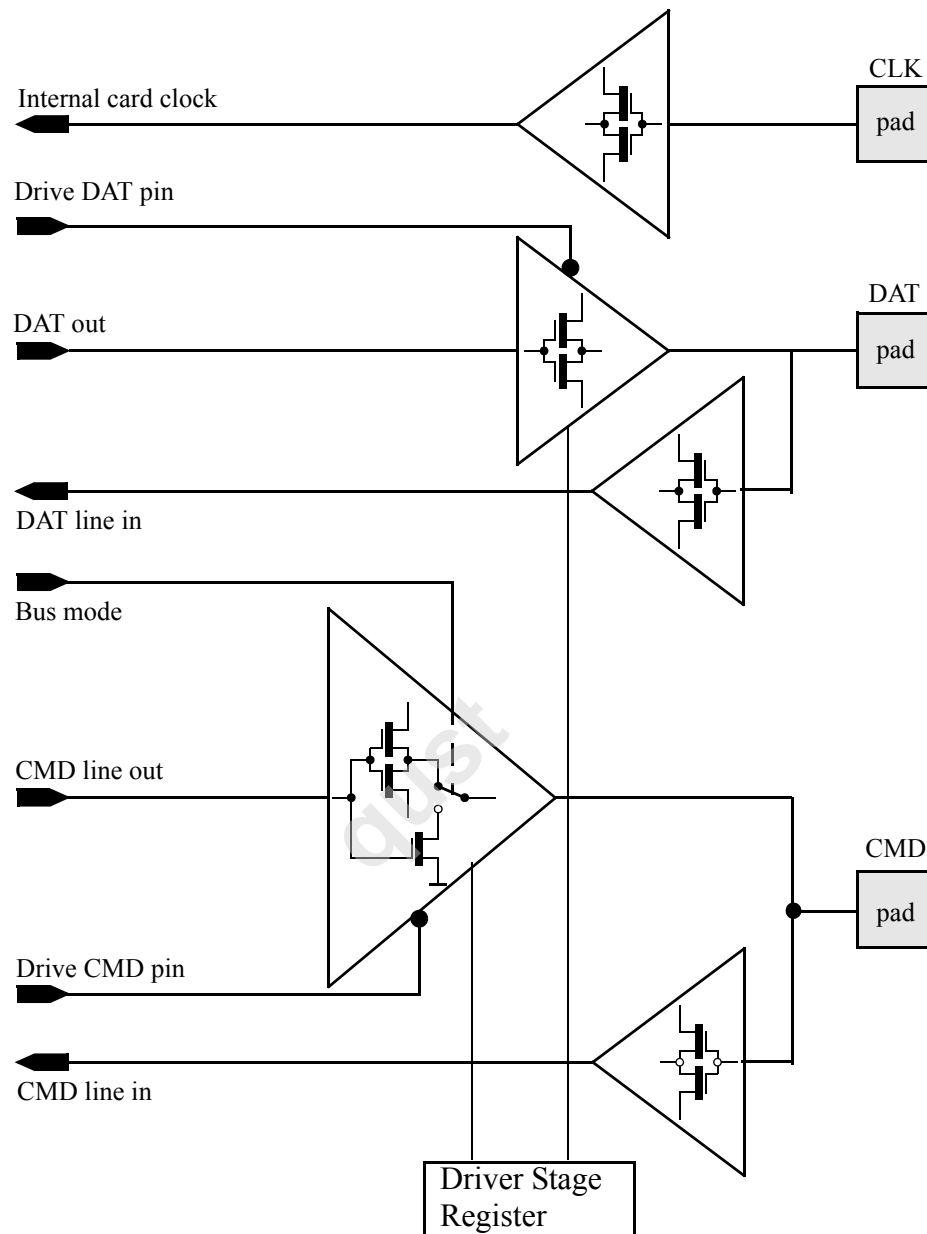 CLK
Internal card clock
pad
Drive DAT pin
DAT
DAT out
pad
DAT line in
Bus mode
qust
CMD line out
CMD
pad
Drive CMD pin
CMD line in
Driver Stage
Register